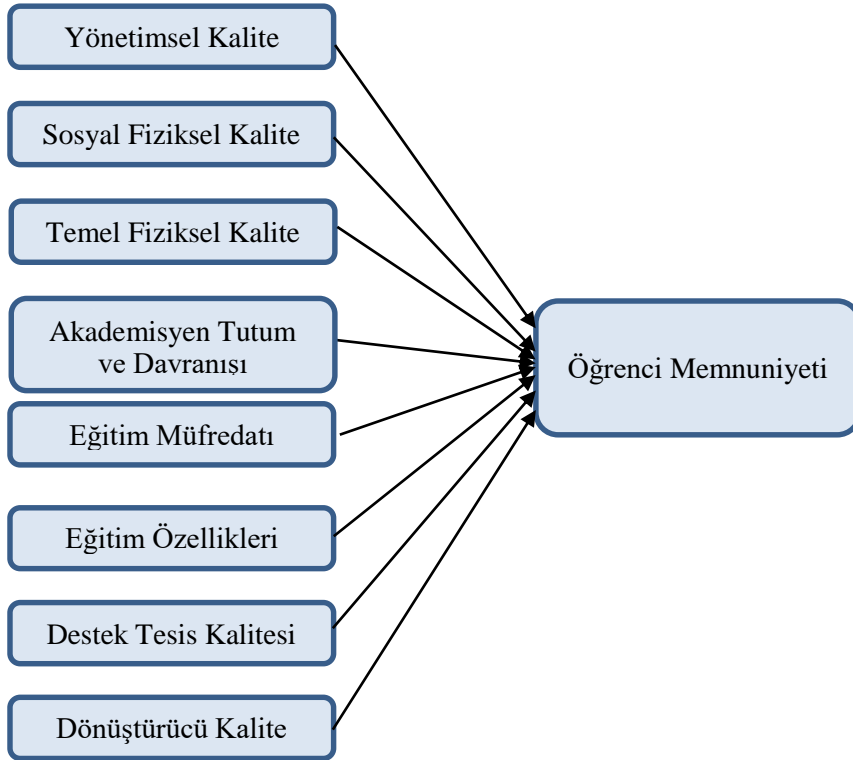 Yönetimsel Kalite
Sosyal Fiziksel Kalite
Temel Fiziksel Kalite
Akademisyen Tutum
ve Davranışı
Eğitim Müfredatı
Eğitim Özellikleri
Destek Tesis Kalitesi
Dönüştürücü Kalite
Öğrenci Memnuniyeti